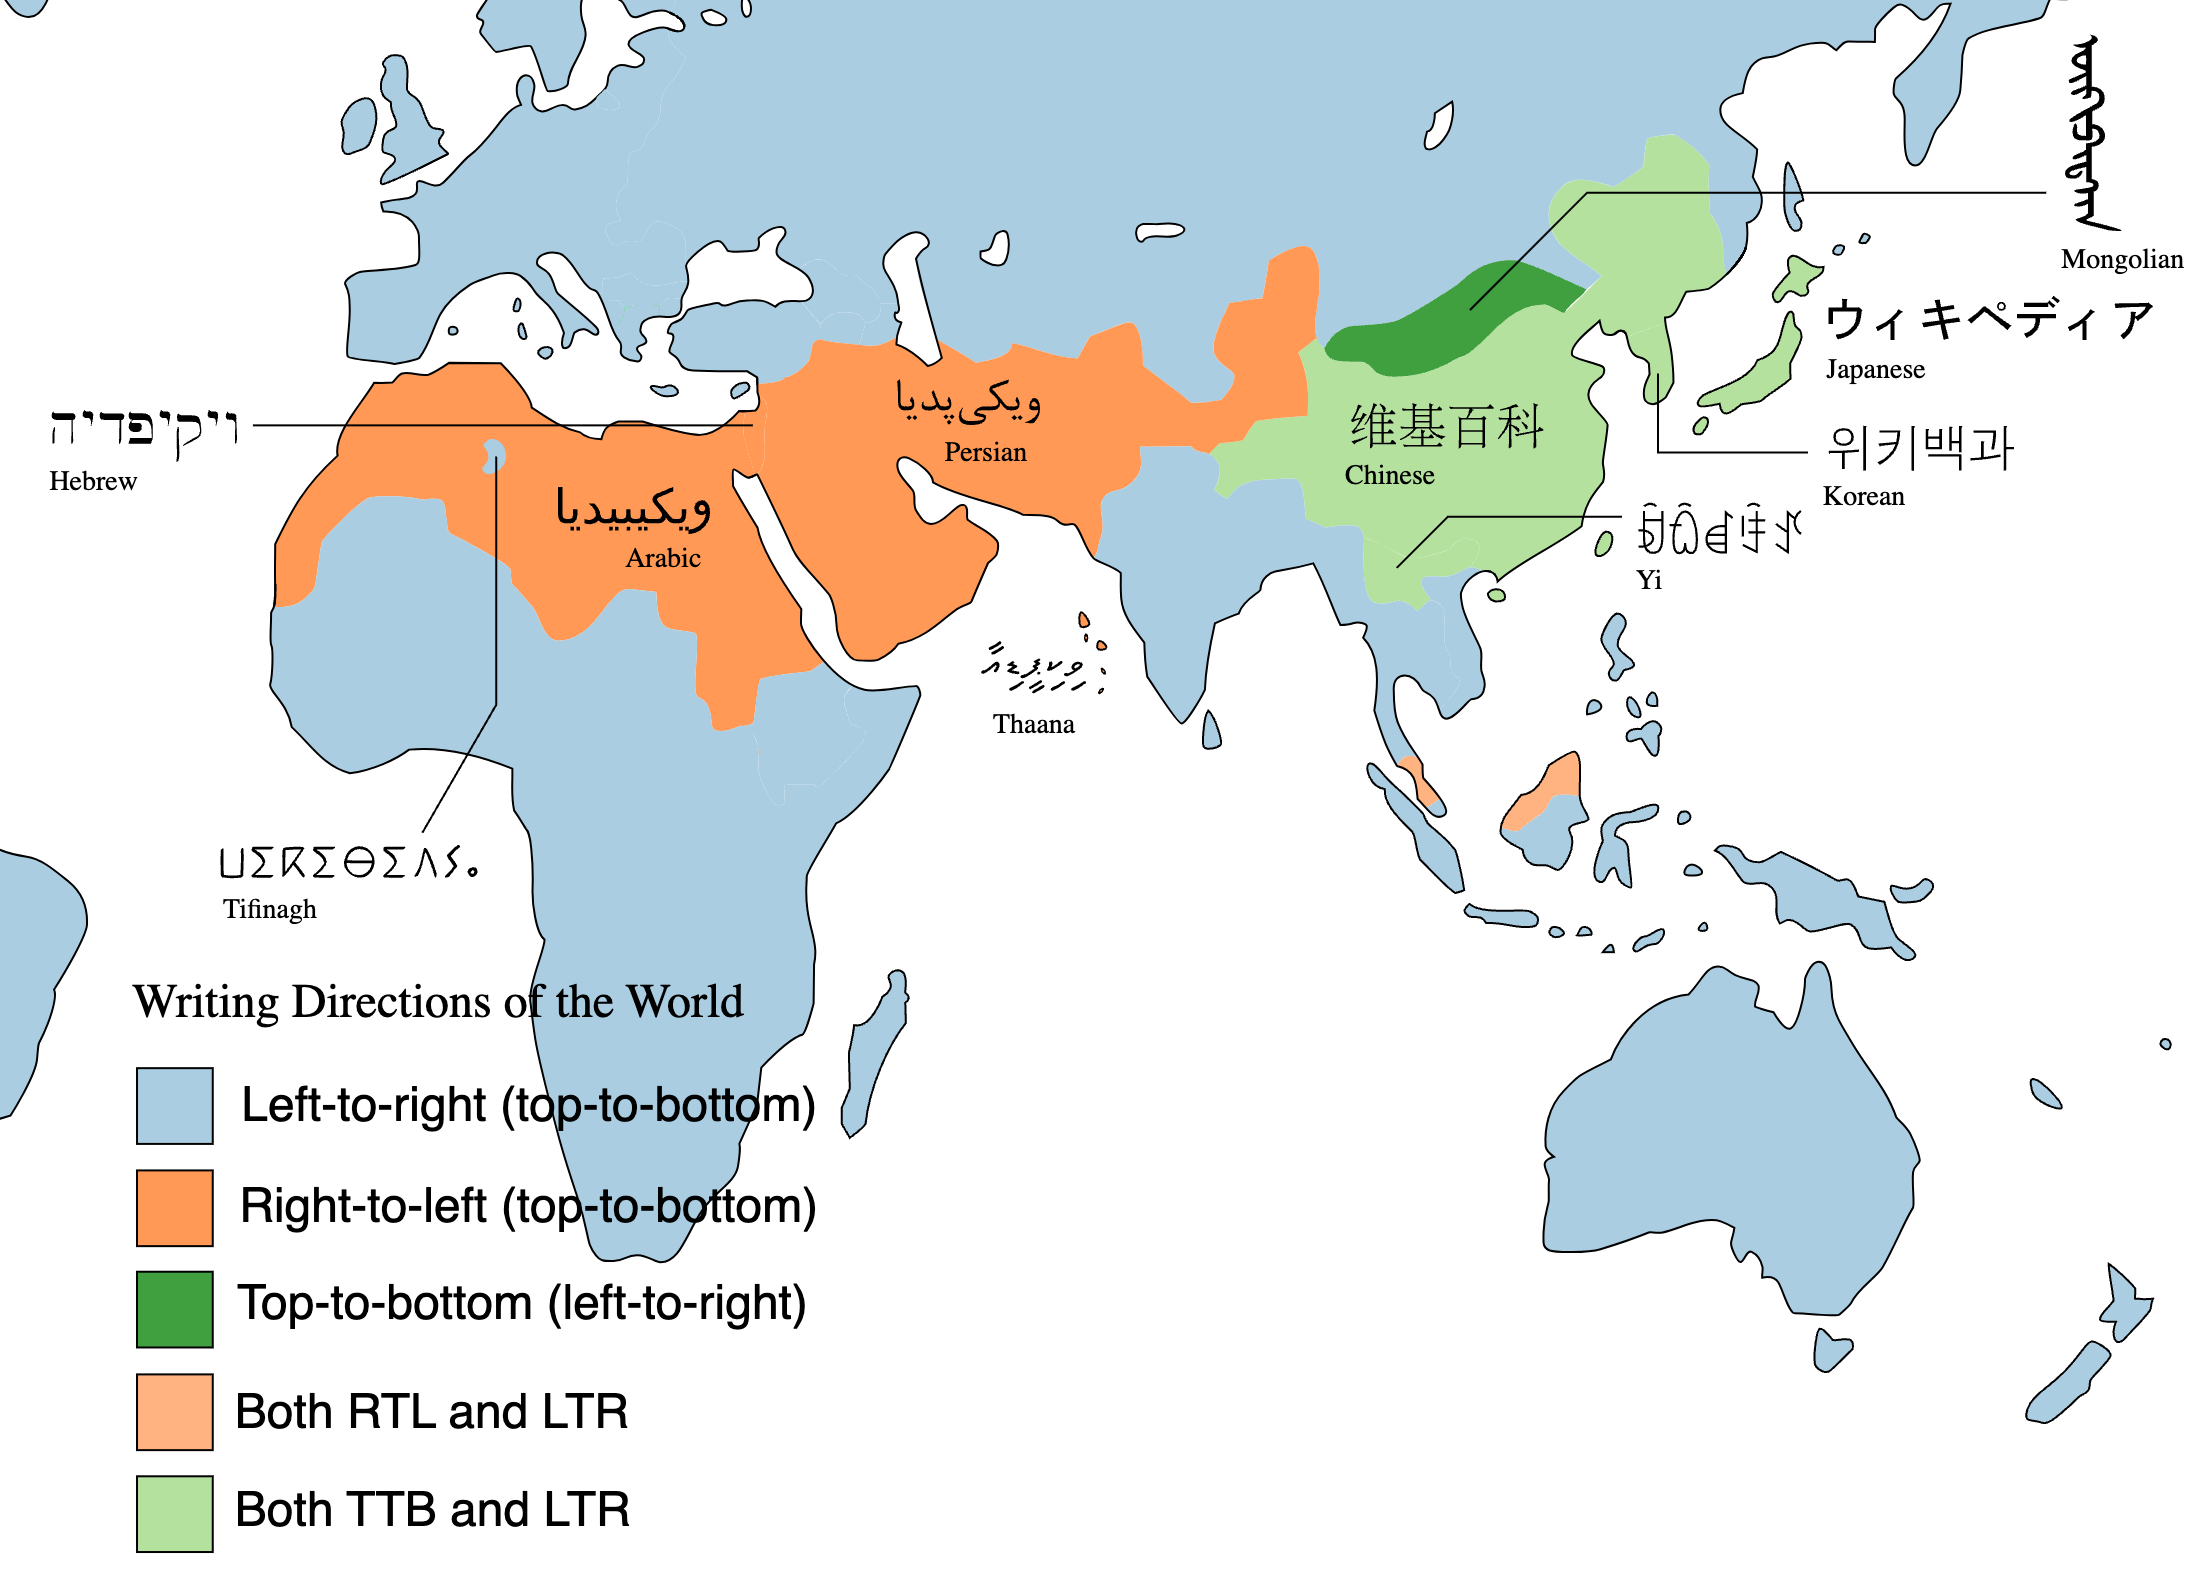 Mongolian
ウィキペディア
Japanese
ویکی‌پدیا
Persian
维基百科
Chinese
ויקיפדיה
Hebrew
위키백과
Korean
ويكيبيديا
Arabic
Yi
ވިކިޕީޑިއާ
Thaana
ⵡⵉⴽⵉⴱⵉⴷⵢⴰ
Tifinagh
Writing Directions of the World
Left-to-right (top-to-bottom)
Right-to-left (top-to-bottom)
Top-to-bottom (left-to-right)
Both RTL and LTR
Both TTB and LTR